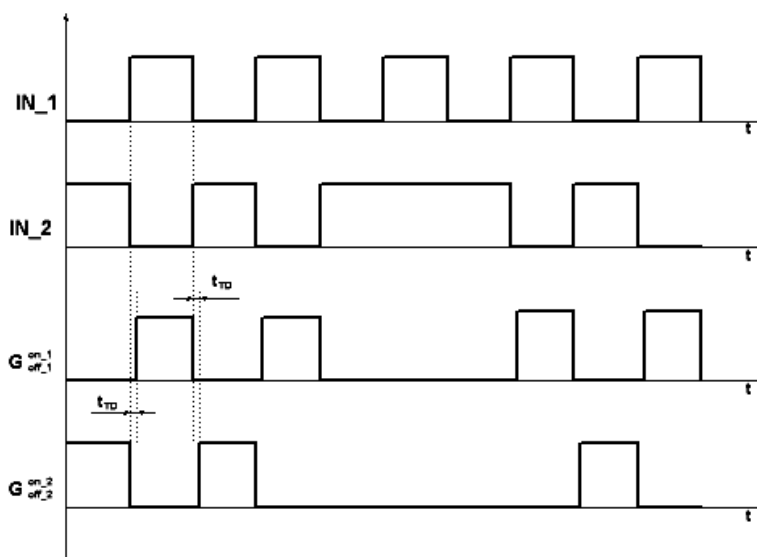 t
IN_1
t
IN_2
t
t_TD
G on_1
off_1
t
t_TD
G on_2
off_2
t